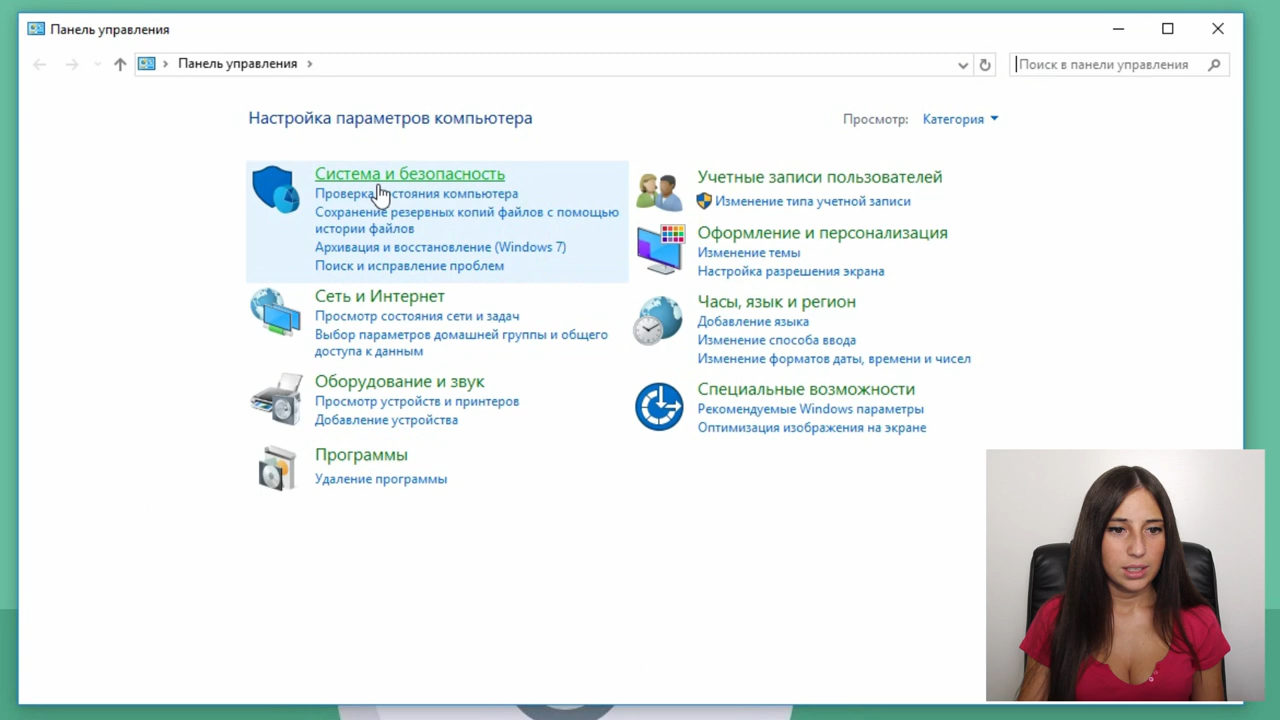 Панель управления
Панель управления
Поиск в панели управления
Настройка параметров компьютера
Просмотр: Категория
Система и безопасность
Проверка состояния компьютера
Сохранение резервных копий файлов с помощью
истории файлов
Архивация и восстановление (Windows 7)
Поиск и исправление проблем
Сеть и Интернет
Просмотр состояния сети и задач
Выбор параметров домашней группы и общего
доступа к данным
Оборудование и звук
Просмотр устройств и принтеров
Добавление устройства
Программы
Удаление программы
Учетные записи пользователей
Изменение типа учетной записи
Оформление и персонализация
Изменение темы
Настройка разрешения экрана
Часы, язык и регион
Добавление языка
Изменение способа ввода
Изменение форматов даты, времени и чисел
Специальные возможности
Рекомендуемые Windows параметры
Оптимизация изображения на экране